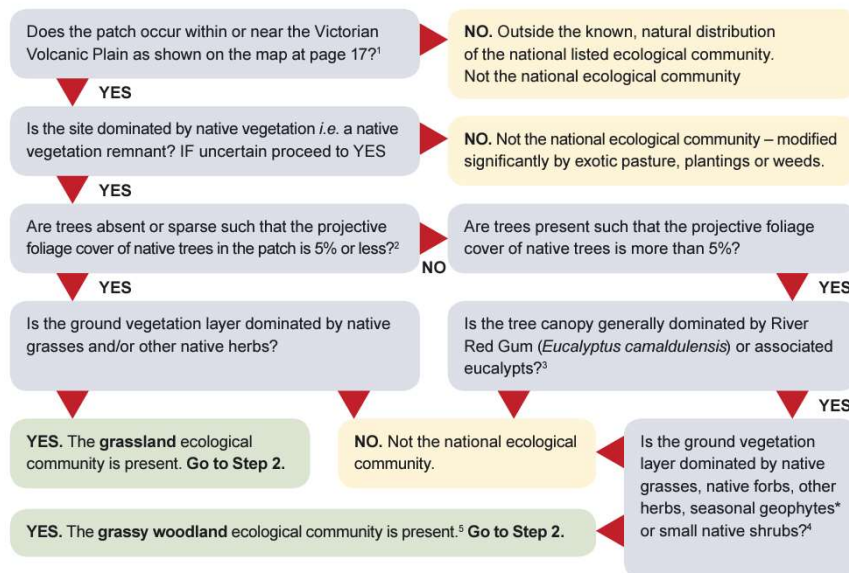 Does the patch occur within or near the Victorian
Volcanic Plain as shown on the map at page 17?¹
NO. Outside the known, natural distribution
of the national listed ecological community.
Not the national ecological community
YES
Is the site dominated by native vegetation i.e. a native
vegetation remnant? IF uncertain proceed to YES
NO. Not the national ecological community – modified
significantly by exotic pasture, plantings or weeds.
YES
Are trees absent or sparse such that the projective
foliage cover of native trees in the patch is 5% or less?²
NO
Are trees present such that the projective foliage
cover of native trees is more than 5%?
YES
YES
Is the ground vegetation layer dominated by native
grasses and/or other native herbs?
Is the tree canopy generally dominated by River
Red Gum (Eucalyptus camaldulensis) or associated
eucalypts?³
YES
YES. The grassland ecological
community is present. Go to Step 2.
NO. Not the national ecological
community.
Is the ground vegetation
layer dominated by native
grasses, native forbs, other
herbs, seasonal geophytes*
or small native shrubs?⁴
YES. The grassy woodland ecological community is present.⁵ Go to Step 2.